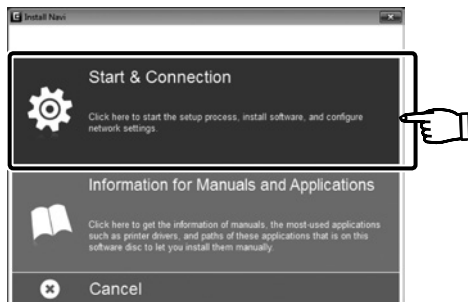 Install Navi
Start & Connection
Click here to start the setup process, install software, and configure
network settings.
Information for Manuals and Applications
Click here to get the information of manuals, the most-used applications
such as printer drivers, and paths of these applications that is on this
software disc to let you install them manually.
Cancel